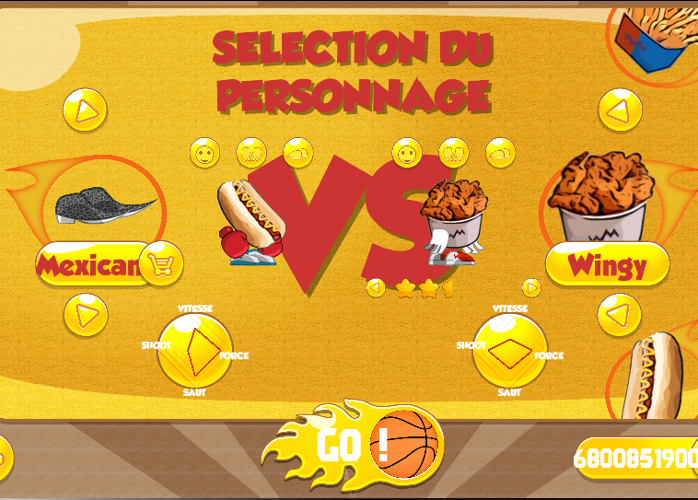 SELECTION DU
PERSONNAGE
VS
Mexican
Wingy
VITESSE
SHOOT
FORCE
SAUT
VITESSE
SHOOT
FORCE
SAUT
GO !
6800851900